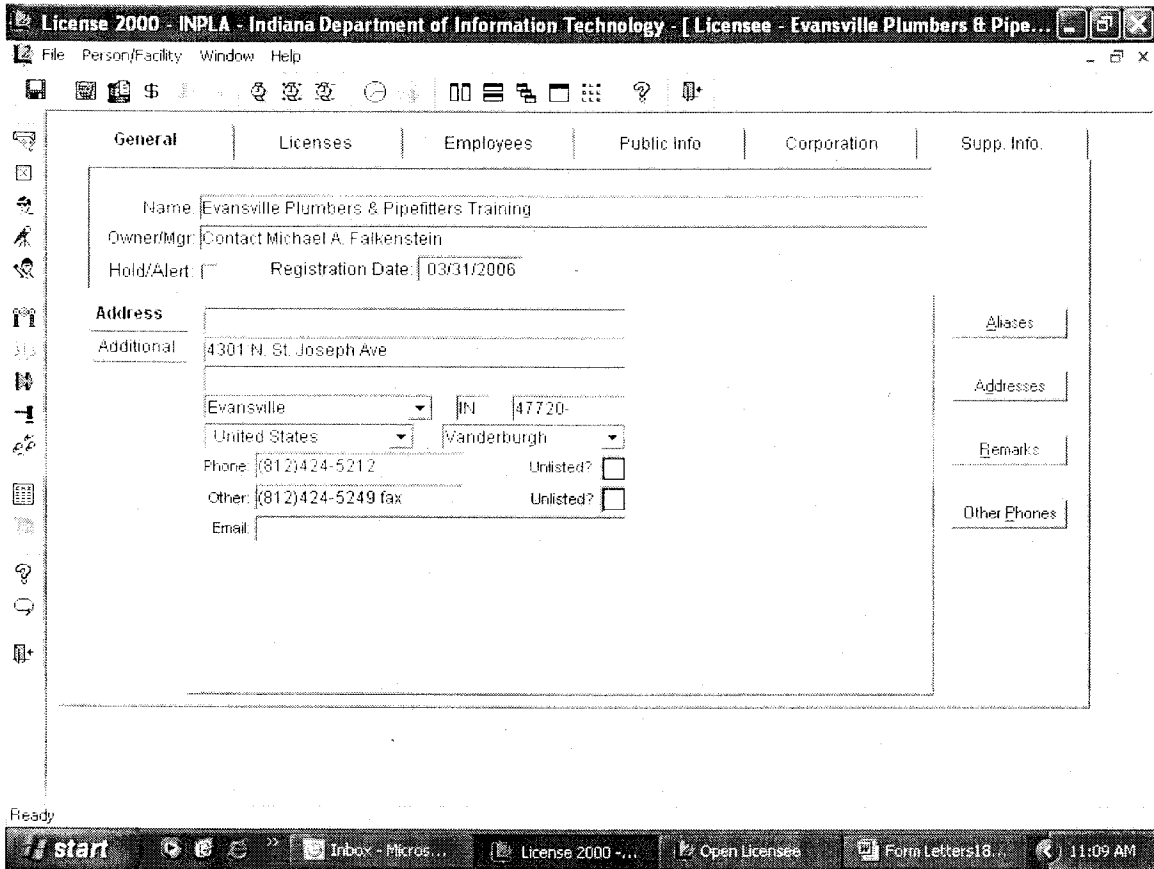 License 2000 - INPLA - Indiana Department of Information Technology - [ Licensee - Evansville Plumbers & Pipe...
File Person/Facility Window Help
General Licenses Employees Public Info Corporation Supp. Info.
Name: Evansville Plumbers & Pipefitters Training
Owner/Mgr: Contact Michael A. Falkenstein
Hold/Alert: Registration Date: 03/31/2006
Address
Aliases
Additional 4301 N. St. Joseph Ave
Addresses
Evansville IN 47720-
United States Vanderburgh
Remarks
Phone: (812)424-5212 Unlisted?
Other: (812)424-5249 fax Unlisted?
Other Phones
Email:
Ready
start Inbox - Micros... License 2000 -... Open Licensee Form Letters18... 11:09 AM